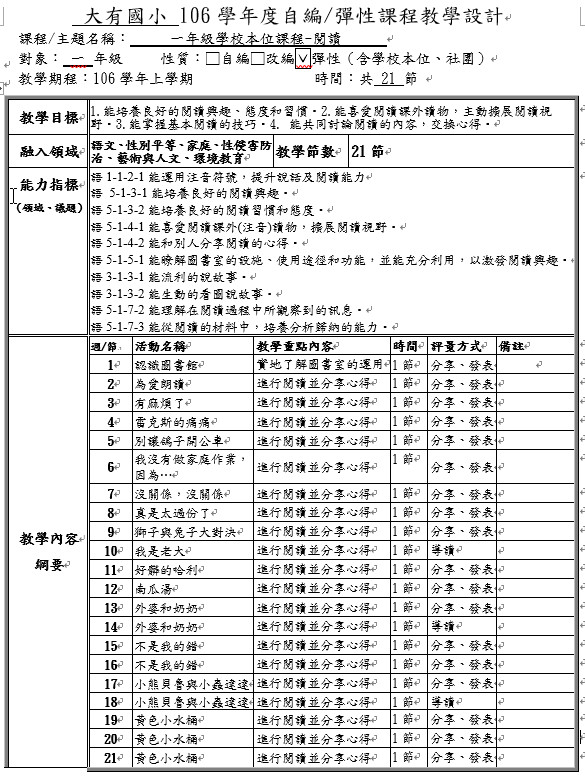 大有國小 106 學年度自編/彈性課程教學設計
課程/主題名稱： 一年級學校本位課程-閱讀
對象： 一 年級 性質：□自編□改編☑彈性（含學校本位、社團）
教學期程：106 學年上學期 時間：共 21 節
教學目標 1.能培養良好的閱讀興趣、態度和習慣。2.能喜愛閱讀課外讀物，主動擴展閱讀視
野。3.能掌握基本閱讀的技巧。4. 能共同討論閱讀的內容，交換心得。
融入領域 語文、性別平等、家庭、性侵害防
治、藝術與人文、環境教育 教學節數 21 節
能力指標
(領域、議題)
語 1-1-2-1 能運用注音符號，提升說話及閱讀能力
語 5-1-3-1 能培養良好的閱讀興趣。
語 5-1-3-2 能培養良好的閱讀習慣和態度。
語 5-1-4-1 能喜愛閱讀課外(注音)讀物，擴展閱讀視野。
語 5-1-4-2 能和別人分享閱讀的心得。
語 5-1-5-1 能瞭解圖書室的設施、使用途徑和功能，並能充分利用，以激發閱讀興趣。
語 3-1-3-1 能流利的說故事。
語 3-1-3-2 能生動的看圖說故事。
語 5-1-7-2 能理解在閱讀過程中所觀察到的訊息。
語 5-1-7-3 能從閱讀的材料中，培養分析歸納的能力。
教學內容
綱要
週/節 活動名稱 教學重點內容 時間 評量方式 備註
1 認識圖書館 實地了解圖書室的運用 1 節 分享、發表
2 為愛朗讀 進行閱讀並分享心得 1 節 分享、發表
3 有麻煩了 進行閱讀並分享心得 1 節 分享、發表
4 雷克斯的痛痛 進行閱讀並分享心得 1 節 分享、發表
5 別讓鴿子開公車 進行閱讀並分享心得 1 節 分享、發表
6 我沒有做家庭作業，
因為… 進行閱讀並分享心得 1 節 分享、發表
7 沒關係，沒關係 進行閱讀並分享心得 1 節 分享、發表
8 真是太過份了 進行閱讀並分享心得 1 節 分享、發表
9 獅子與兔子大對決 進行閱讀並分享心得 1 節 分享、發表
10 我是老大 進行閱讀並分享心得 1 節 導讀
11 好髒的哈利 進行閱讀並分享心得 1 節 分享、發表
12 南瓜湯 進行閱讀並分享心得 1 節 分享、發表
13 外婆和奶奶 進行閱讀並分享心得 1 節 分享、發表
14 外婆和奶奶 進行閱讀並分享心得 1 節 導讀
15 不是我的錯 進行閱讀並分享心得 1 節 分享、發表
16 不是我的錯 進行閱讀並分享心得 1 節 分享、發表
17 小熊貝魯與小蟲達達 進行閱讀並分享心得 1 節 分享、發表
18 小熊貝魯與小蟲達達 進行閱讀並分享心得 1 節 導讀
19 黃色小水桶 進行閱讀並分享心得 1 節 分享、發表
20 黃色小水桶 進行閱讀並分享心得 1 節 分享、發表
21 黃色小水桶 進行閱讀並分享心得 1 節 分享、發表